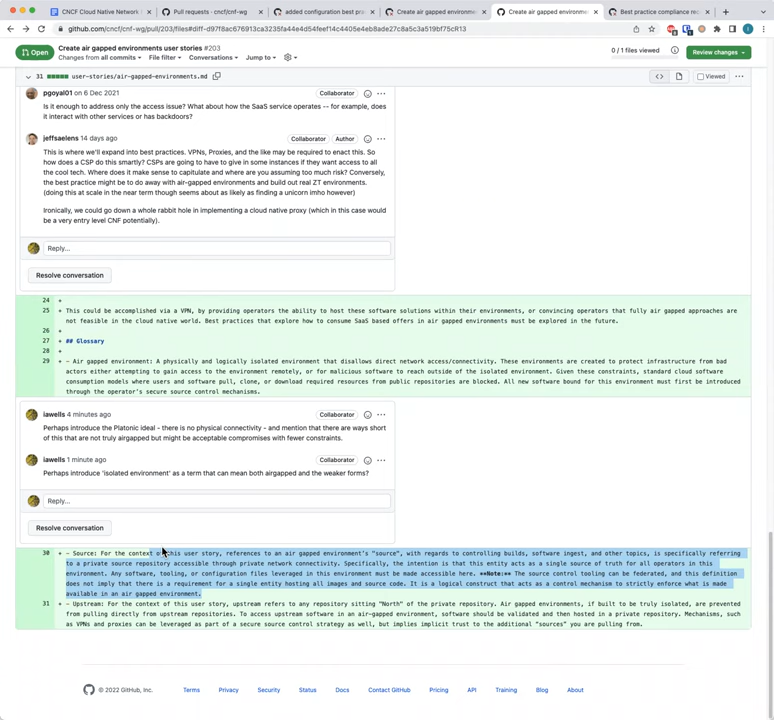 CNCF Cloud Native Network
Pull requests · cncf/cnf-wg
added configuration best pra
Create air gapped environme
Create air gapped environme
Best practice compliance re
github.com/cncf/cnf-wg/pull/203/files#diff-
Open
Create air gapped environments user stories #203
Changes from all commits
File filter
Conversations
Jump to
0 / 1 files viewed
Review changes
31
user-stories/air-gapped-environments.md
Viewed
pgoyal01 on 6 Dec 2021
Collaborator
Is it enough to address only the access issue? What about how the SaaS service operates -- for example, does
it interact with other services or has backdoors?
jeffsaelens 14 days ago
Collaborator
Author
This is where we'll expand into best practices. VPNs, Proxies, and the like may be required to enact this. So
how does a CSP do this smartly? CSPs are going to have to give in some instances if they want access to all
the cool tech. Where does it make sense to capitulate and where are you assuming too much risk? Conversely,
the best practice might be to do away with air-gapped environments and build out real ZT environments.
(doing this at scale in the near term though seems about as likely as finding a unicorn imho however)
Ironically, we could go down a whole rabbit hole in implementing a cloud native proxy (which in this case would
be a very entry level CNF potentially).
Reply...
Resolve conversation
24 +
25 + This could be accomplished via a VPN, by providing operators the ability to host these software solutions within their environments, or convincing operators that fully air gapped approaches are
not feasible in the cloud native world. Best practices that explore how to consume SaaS based offers in air gapped environments must be explored in the future.
26 +
27 + ## Glossary
28 +
29 + - Air gapped environment: A physically and logically isolated environment that disallows direct network access/connectivity. These environments are created to protect infrastructure from bad
actors either attempting to gain access to the environment remotely, or for malicious software to reach outside of the isolated environment. Given these constraints, standard cloud software
consumption models where users and software pull, clone, or download required resources from public repositories are blocked. All new software bound for this environment must first be introduced
through the operator's secure source control mechanisms.
iawells 4 minutes ago
Collaborator
Perhaps introduce the Platonic ideal - there is no physical connectivity - and mention that there are ways short
of this that are not truly airgapped but might be acceptable compromises with fewer constraints.
iawells 1 minute ago
Collaborator
Perhaps introduce 'isolated environment' as a term that can mean both airgapped and the weaker forms?
Reply...
Resolve conversation
30 + - Source: For the context of this user story, references to an air gapped environment's "source", with regards to controlling builds, software ingest, and other topics, is specifically referring
to a private source repository accessible through private network connectivity. Specifically, the intention is that this entity acts as a single source of truth for all operators in this
environment. Any software, tooling, or configuration files leveraged in this environment must be made accessible here. **Note:** The source control tooling can be federated, and this definition
does not imply that there is a requirement for a single entity hosting all images and source code. It is a logical construct that acts as a control mechanism to strictly enforce what is made
available in an air gapped environment.
31 + - Upstream: For the context of this user story, upstream refers to any repository sitting "North" of the private repository. Air gapped environments, if built to be truly isolated, are prevented
from pulling directly from upstream repositories. To access upstream software in an air-gapped environment, software should be validated and then hosted in a private repository. Mechanisms, such
as VPNs and proxies can be leveraged as part of a secure source control strategy as well, but implies implicit trust to the additional "sources" you are pulling from.
© 2022 GitHub, Inc.
Terms
Privacy
Security
Status
Docs
Contact GitHub
Pricing
API
Training
Blog
About